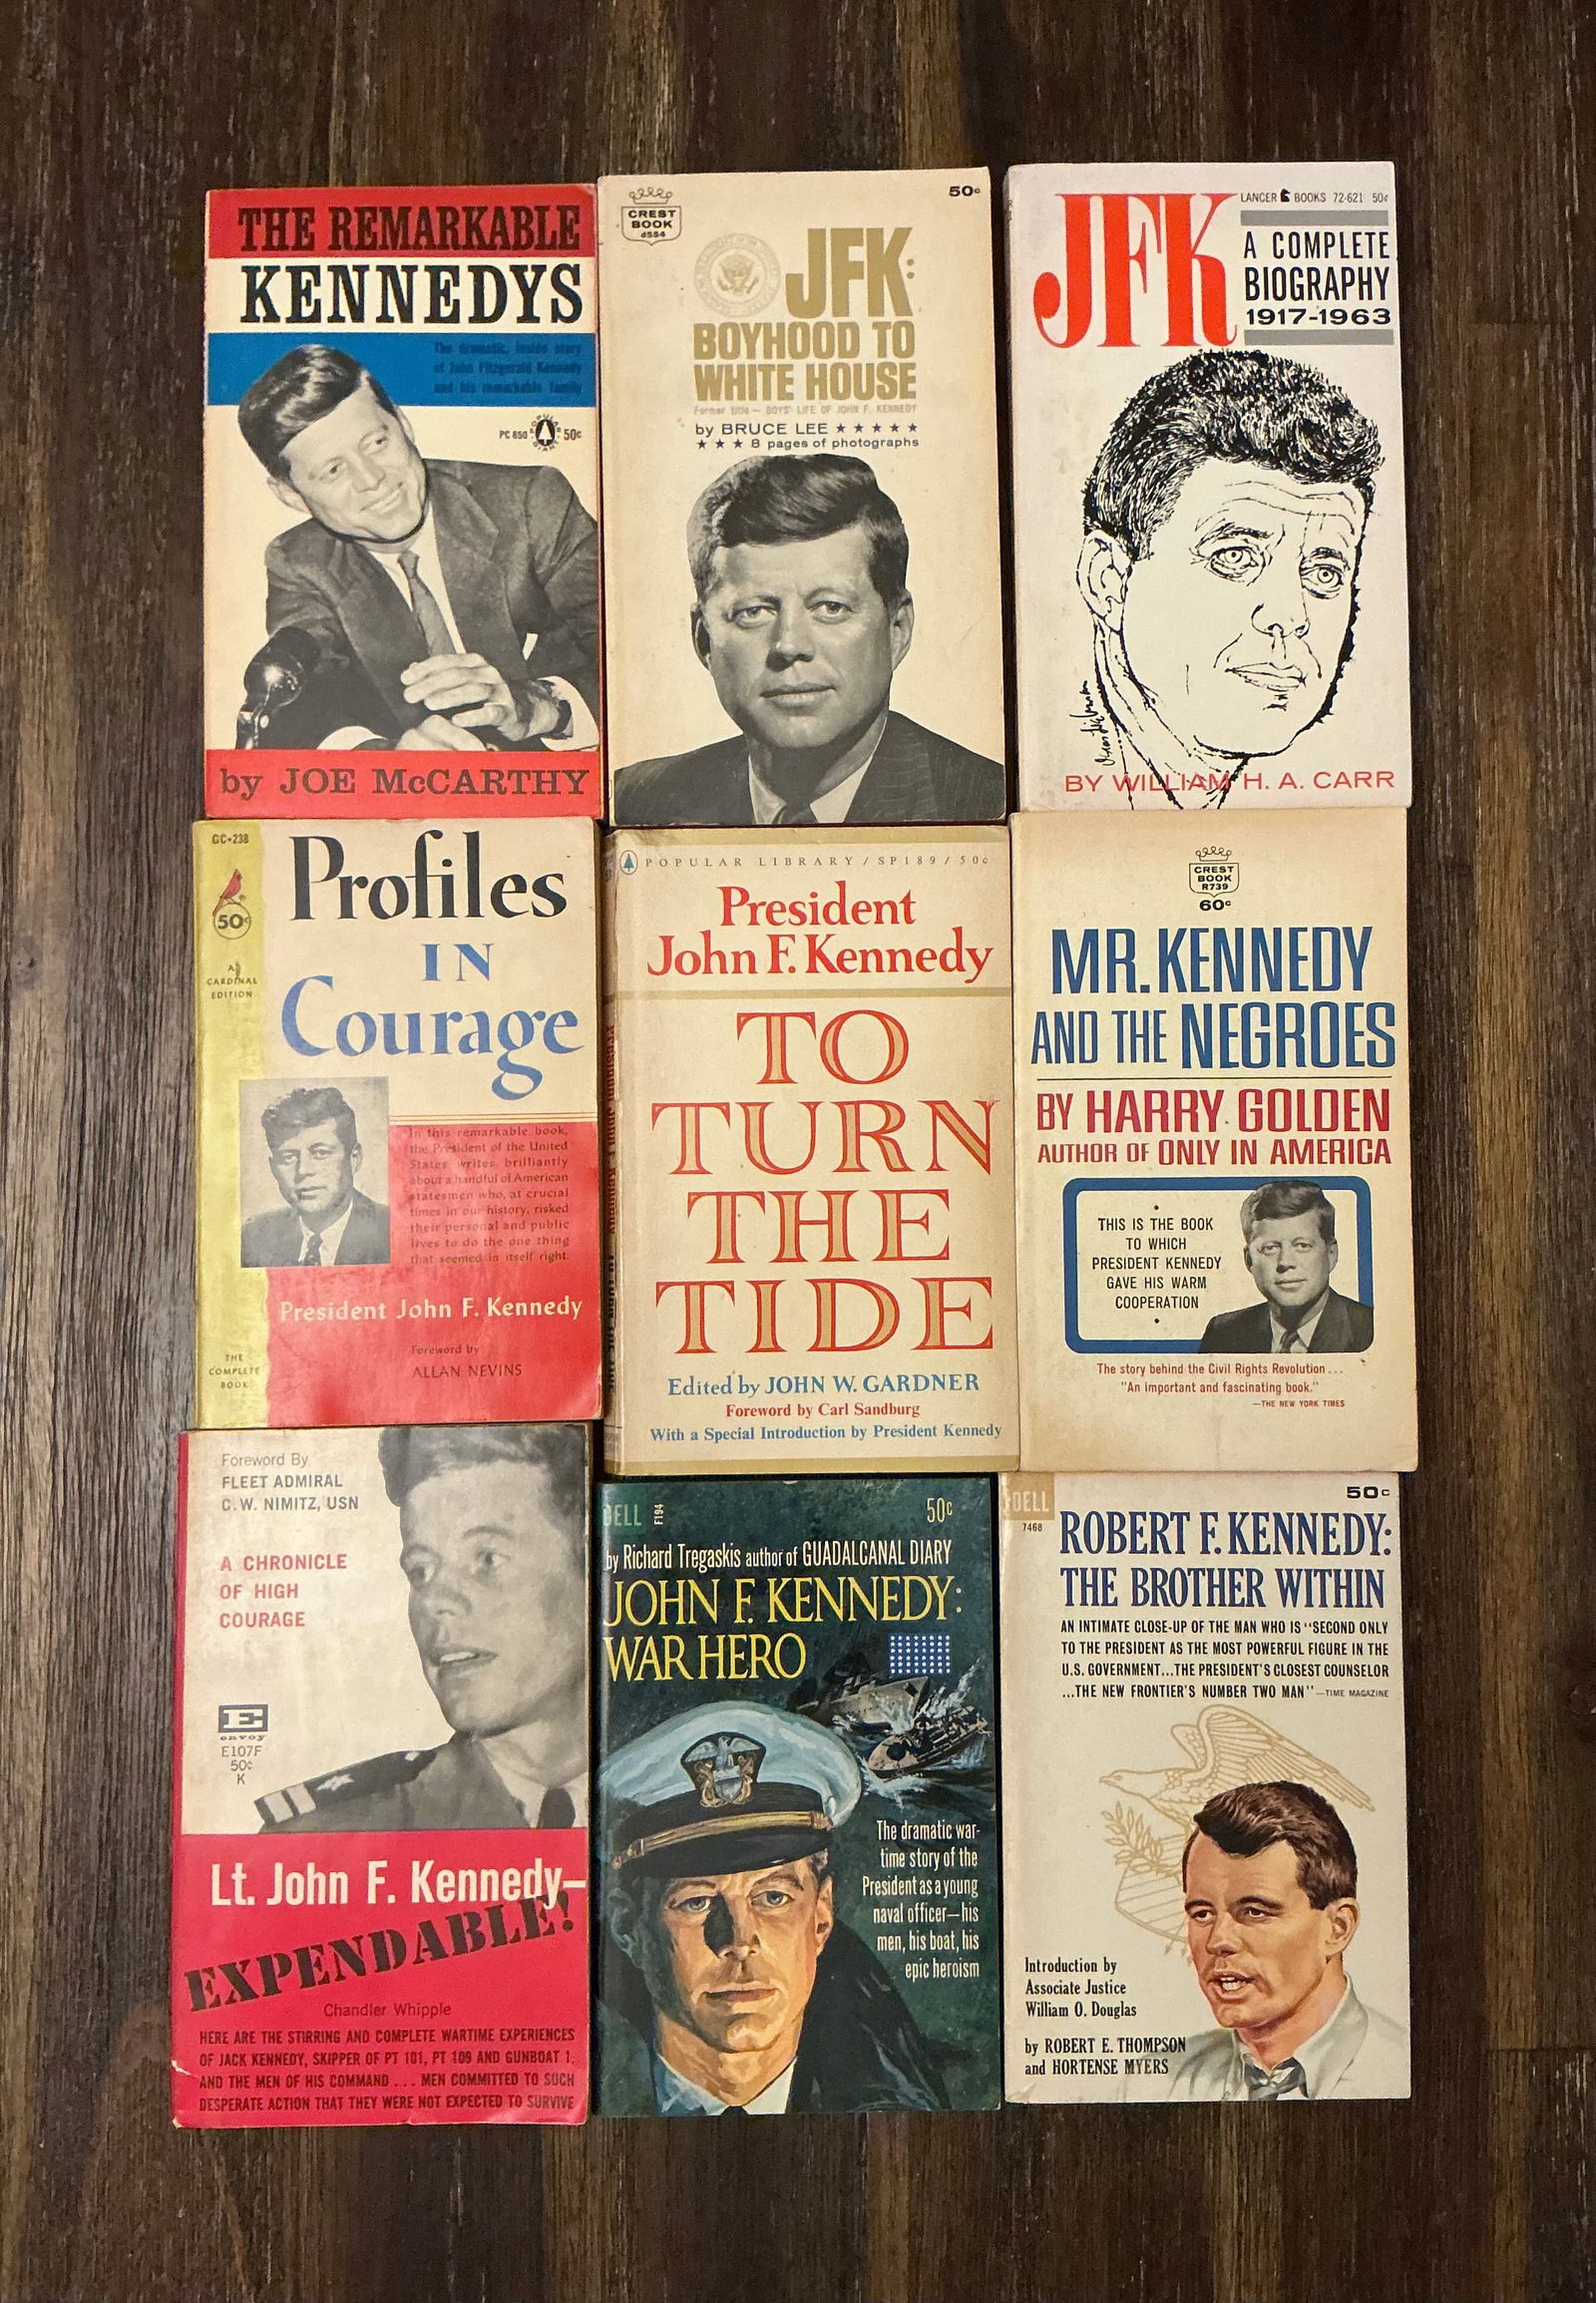 THE REMARKABLE
KENNEDYS
The dramatic, inside story
of John Fitzgerald Kennedy
and his remarkable family
PC 850 50c
by JOE McCARTHY
50c
CREST
BOOK
d554
JFK:
BOYHOOD TO
WHITE HOUSE
Former title— BOYS' LIFE OF JOHN F. KENNEDY
by BRUCE LEE ★ ★ ★ ★ ★
★ ★ ★ 8 pages of photographs
LANCER BOOKS 72-621 50c
JFK
A COMPLETE
BIOGRAPHY
1917-1963
BY WILLIAM H. A. CARR
GC•238
50c
A
CARDINAL
EDITION
Profiles
IN
Courage
In this remarkable book,
the President of the United
States writes brilliantly
about a handful of American
statesmen who, at crucial
times in our history, risked
their personal and public
lives to do the one thing
that seemed in itself right.
President John F. Kennedy
Foreword by
ALLAN NEVINS
THE
COMPLETE
BOOK
POPULAR LIBRARY / SP189 / 50c
President
John F. Kennedy
TO
TURN
THE
TIDE
Edited by JOHN W. GARDNER
Foreword by Carl Sandburg
With a Special Introduction by President Kennedy
CREST
BOOK
R739
60c
MR. KENNEDY
AND THE NEGROES
BY HARRY GOLDEN
AUTHOR OF ONLY IN AMERICA
THIS IS THE BOOK
TO WHICH
PRESIDENT KENNEDY
GAVE HIS WARM
COOPERATION
The story behind the Civil Rights Revolution...
"An important and fascinating book."
—THE NEW YORK TIMES
Foreword By
FLEET ADMIRAL
C.W. NIMITZ, USN
A CHRONICLE
OF HIGH
COURAGE
E
envoy
E107F
50c
K
Lt. John F. Kennedy—
EXPENDABLE!
Chandler Whipple
HERE ARE THE STIRRING AND COMPLETE WARTIME EXPERIENCES
OF JACK KENNEDY, SKIPPER OF PT 101, PT 109 AND GUNBOAT 1,
AND THE MEN OF HIS COMMAND . . . MEN COMMITTED TO SUCH
DESPERATE ACTION THAT THEY WERE NOT EXPECTED TO SURVIVE
DELL F194 50c
by Richard Tregaskis author of GUADALCANAL DIARY
JOHN F. KENNEDY:
WAR HERO
The dramatic war-
time story of the
President as a young
naval officer—his
men, his boat, his
epic heroism
DELL
7468
50c
ROBERT F. KENNEDY:
THE BROTHER WITHIN
AN INTIMATE CLOSE-UP OF THE MAN WHO IS "SECOND ONLY
TO THE PRESIDENT AS THE MOST POWERFUL FIGURE IN THE
U.S. GOVERNMENT...THE PRESIDENT'S CLOSEST COUNSELOR
...THE NEW FRONTIER'S NUMBER TWO MAN" —TIME MAGAZINE
Introduction by
Associate Justice
William O. Douglas
by ROBERT E. THOMPSON
and HORTENSE MYERS